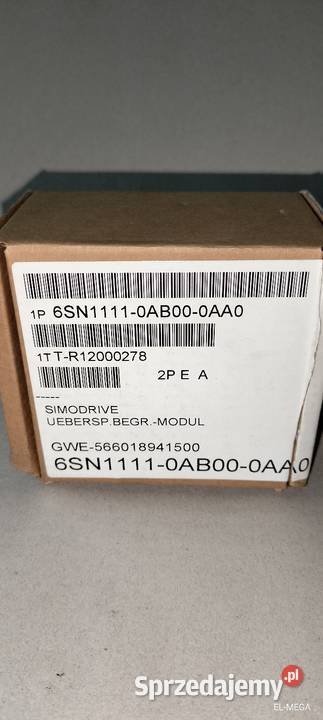 1P 6SN1111-0AB00-0AA0
1T T-R12000278
2P E A
-----
SIMODRIVE
UEBERSP.BEGR.-MODUL
GWE-566018941500
6SN1111-0AB00-0AA0
Sprzedajemy.pl
EL-MEGA